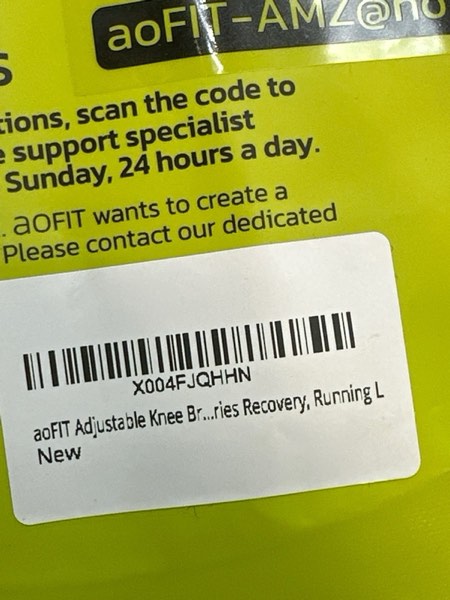 aoFIT-AMZ@ho
s
tions, scan the code to
e support specialist
Sunday, 24 hours a day.
. aOFIT wants to create a
Please contact our dedicated
X004FJQHHN
aoFIT Adjustable Knee Br...ries Recovery, Running L
New